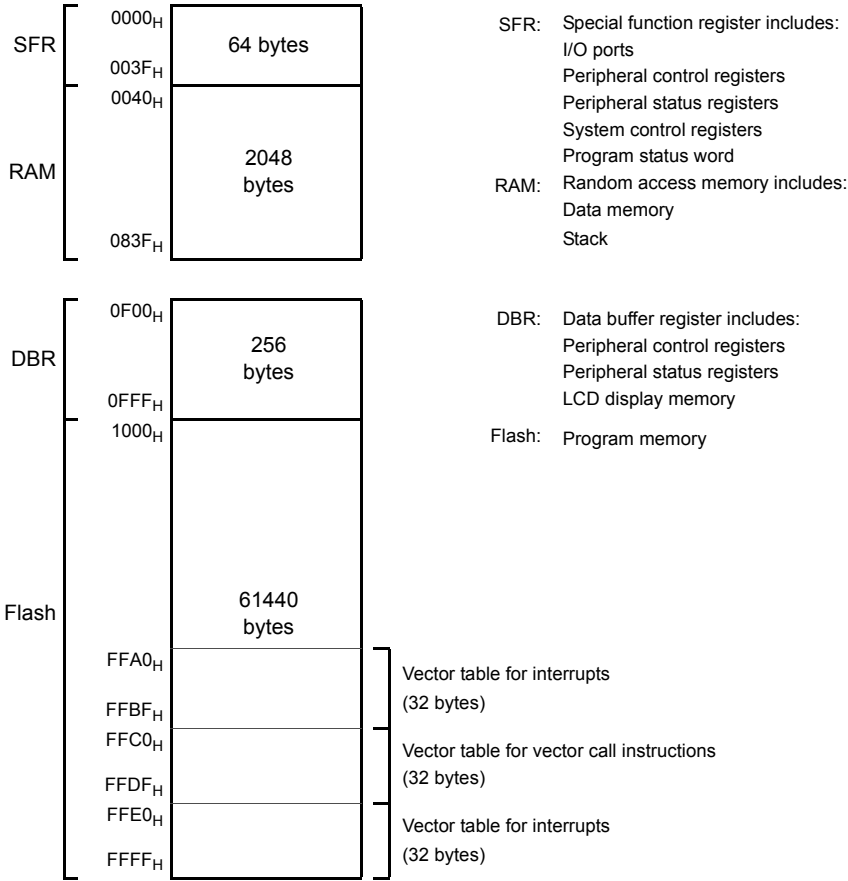 SFR
0000H
64 bytes
003FH
RAM
0040H
2048
bytes
083FH
DBR
0F00H
256
bytes
0FFFH
Flash
1000H
61440
bytes
FFA0H
Vector table for interrupts
(32 bytes)
FFBFH
FFC0H
Vector table for vector call instructions
(32 bytes)
FFDFH
FFE0H
Vector table for interrupts
(32 bytes)
FFFFH
SFR: Special function register includes:
I/O ports
Peripheral control registers
Peripheral status registers
System control registers
Program status word
RAM: Random access memory includes:
Data memory
Stack
DBR: Data buffer register includes:
Peripheral control registers
Peripheral status registers
LCD display memory
Flash: Program memory